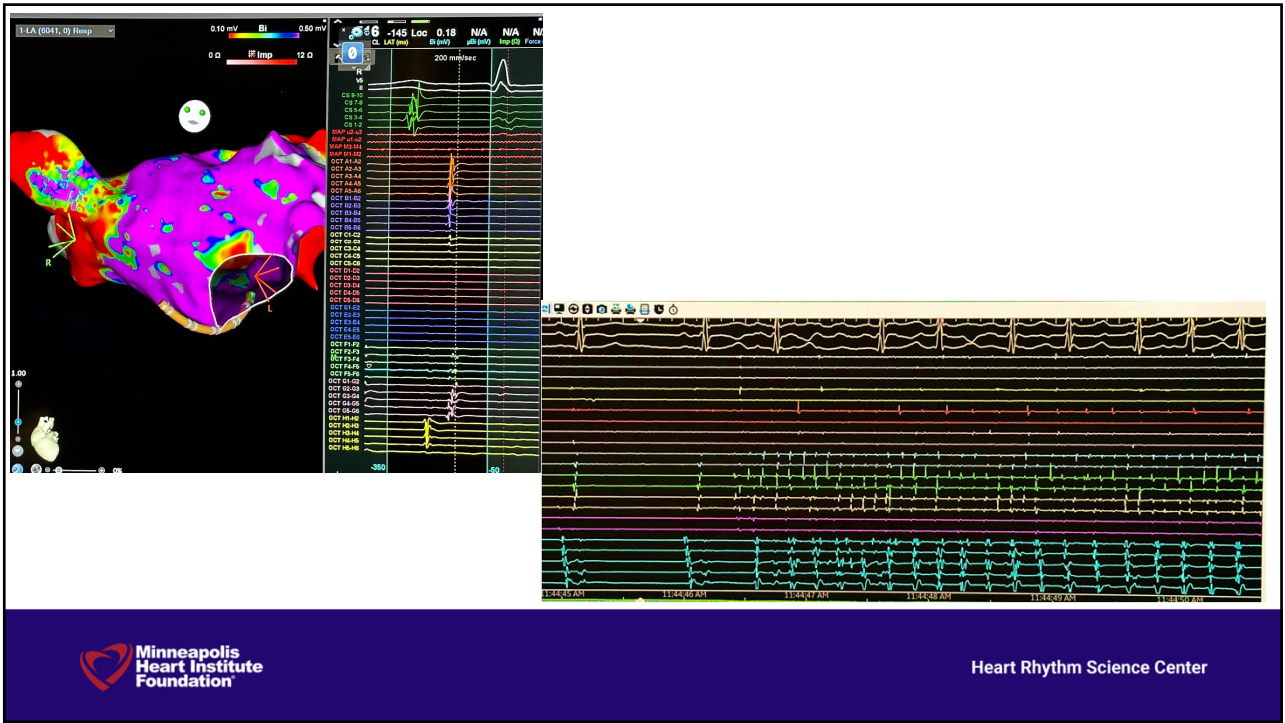 1-LA (6041, 0) Resp
0.10 mV Bi 0.50 mV
0 Ω Imp 12 Ω
R
L
1.00
0%
-145 Loc 0.18 N/A N/A
CL LAT (ms) Bi (mV) µBi (mV) Imp (Ω) Force
0
200 mm/sec
R
V5
II
CS 9-10
CS 7-8
CS 5-6
CS 3-4
CS 1-2
MAP u2-u3
MAP u1-u2
MAP M3-M4
MAP M1-M2
OCT A1-A2
OCT A2-A3
OCT A3-A4
OCT A4-A5
OCT A5-A6
OCT B1-B2
OCT B2-B3
OCT B3-B4
OCT B4-B5
OCT B5-B6
OCT C1-C2
OCT C2-C3
OCT C3-C4
OCT C4-C5
OCT C5-C6
OCT D1-D2
OCT D2-D3
OCT D3-D4
OCT D4-D5
OCT D5-D6
OCT E1-E2
OCT E2-E3
OCT E3-E4
OCT E4-E5
OCT E5-E6
OCT F1-F2
OCT F2-F3
OCT F3-F4
OCT F4-F5
OCT F5-F6
OCT G1-G2
OCT G2-G3
OCT G3-G4
OCT G4-G5
OCT G5-G6
OCT H1-H2
OCT H2-H3
OCT H3-H4
OCT H4-H5
OCT H5-H6
-350 -50
11:44:45 AM 11:44:46 AM 11:44:47 AM 11:44:48 AM 11:44:49 AM 11:44:50 AM
Minneapolis
Heart Institute
Foundation
Heart Rhythm Science Center